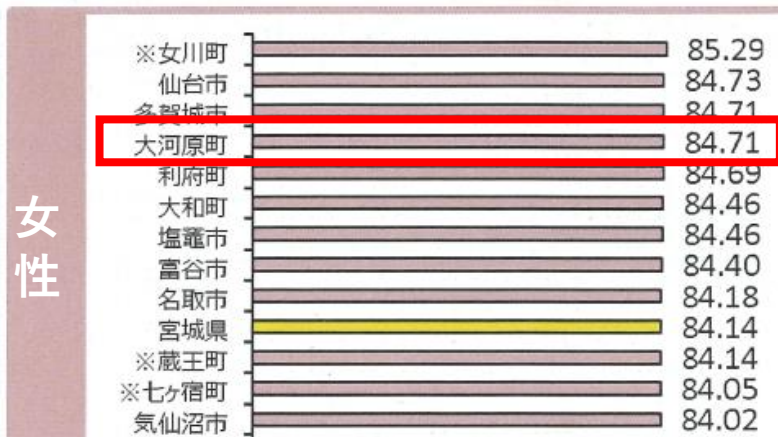 女性
※女川町 85.29
仙台市 84.73
多賀城市 84.71
大河原町 84.71
利府町 84.69
大和町 84.46
塩竈市 84.46
富谷市 84.40
名取市 84.18
宮城県 84.14
※蔵王町 84.14
※七ヶ宿町 84.05
気仙沼市 84.02